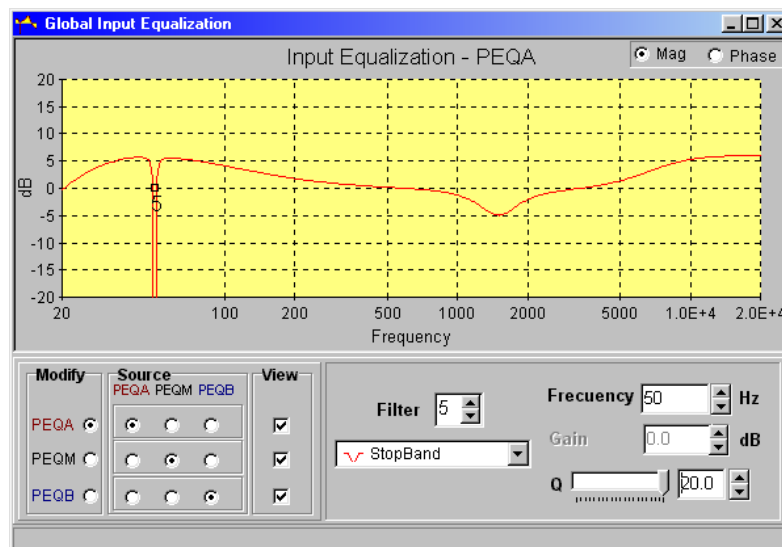 Global Input Equalization
Input Equalization - PEQA
Mag
Phase
20
15
10
5
0
-5
-10
-15
-20
dB
5
20
100
200
500
1000
2000
5000
1.0E+4
2.0E+4
Frequency
Modify
Source
View
PEQA PEQM PEQB
PEQA
PEQM
PEQB
Filter
5
StopBand
Frecuency
50
Hz
Gain
0.0
dB
Q
20.0